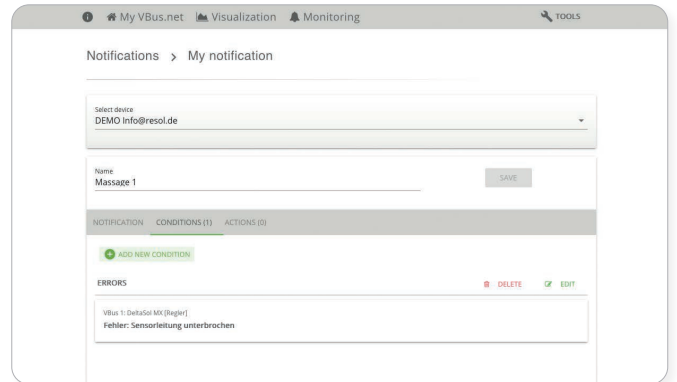 My VBus.net Visualization Monitoring TOOLS
Notifications > My notification
Select device
DEMO Info@resol.de
Name
Massage 1
SAVE
NOTIFICATION CONDITIONS (1) ACTIONS (0)
ADD NEW CONDITION
ERRORS DELETE EDIT
VBus 1: DeltaSol MX [Regler]
Fehler: Sensorleitung unterbrochen